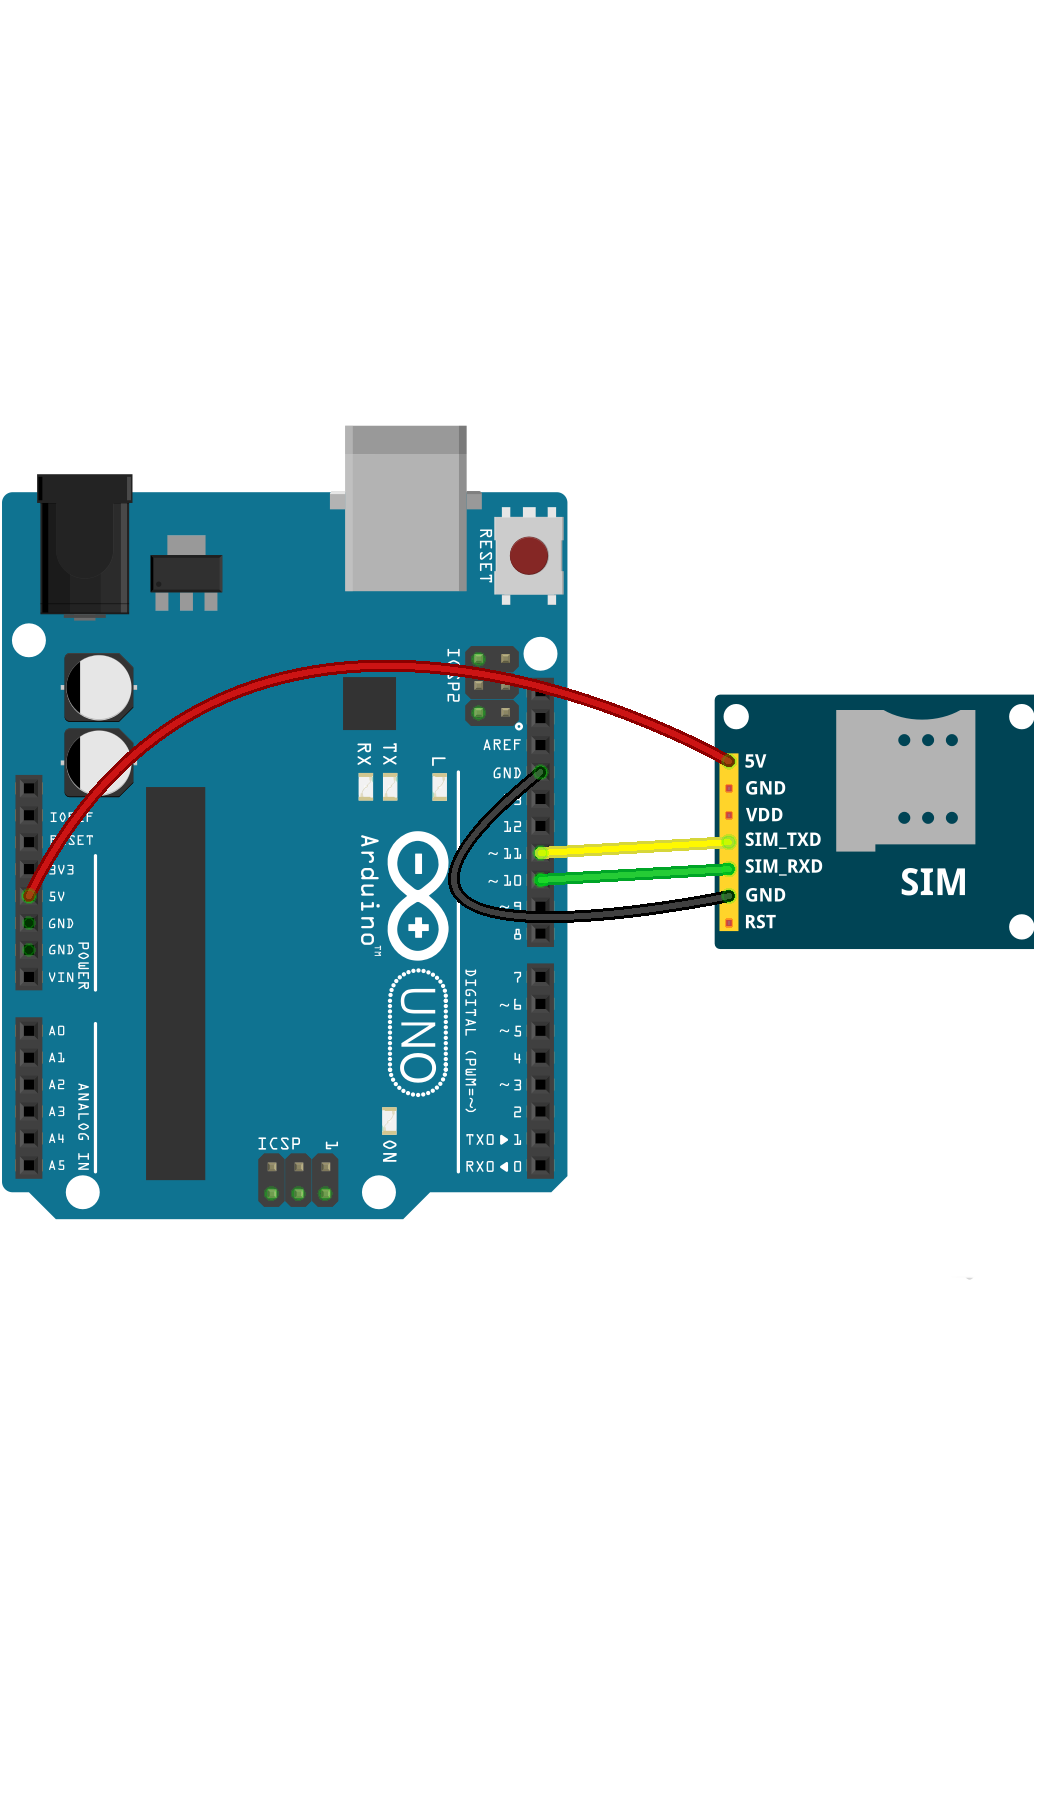 RESET
ICSP2
AREF
GND
12
~11
~10
~9
8
RX
TX
L
IOREF
RESET
3V3
5V
GND
GND
VIN
POWER
Arduino™
UNO
A0
A1
A2
A3
A4
A5
ANALOG IN
DIGITAL (PWM=~)
7
~6
~5
4
~3
2
TX0▶1
RX0◀0
ICSP
1
ON
5V
GND
VDD
SIM_TXD
SIM_RXD
GND
RST
SIM